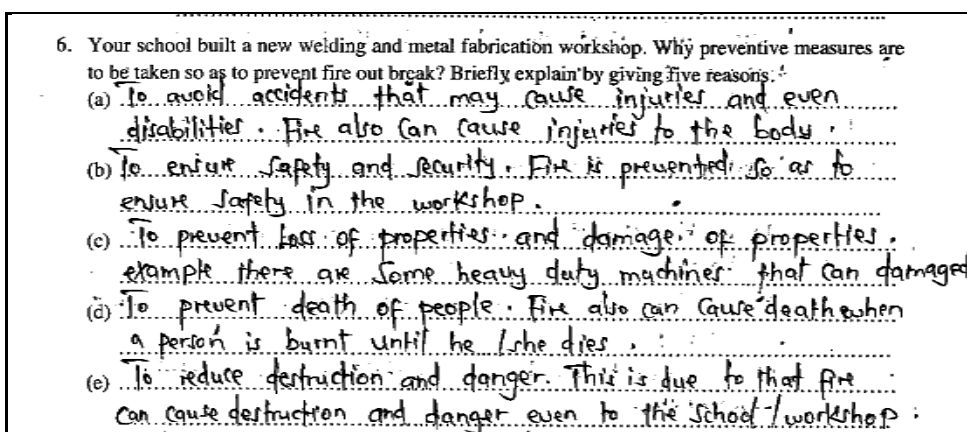 6. Your school built a new welding and metal fabrication workshop. Why preventive measures are
to be taken so as to prevent fire out break? Briefly explain by giving five reasons.
(a) To avoid accidents that may cause injuries and even
disabilities. Fire also can cause injuries to the body.
(b) To ensure safety and security. Fire is prevented so as to
ensure safety in the workshop.
(c) To prevent loss of properties and damage of properties.
example there are some heavy duty machines that can damaged
(d) To prevent death of people. Fire also can cause death when
a person is burnt until he /she dies.
(e) To reduce destruction and danger. This is due to that fire
can cause destruction and danger even to the school / workshop.